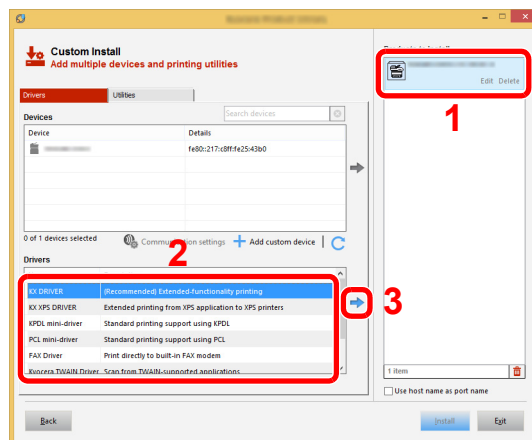 Custom Install
Add multiple devices and printing utilities
Edit Delete
1
Drivers Utilities
Devices Search devices
Device Details
fe80::217:c8ff:fe25:43b0
0 of 1 devices selected Communication settings Add custom device
2
Drivers
KX DRIVER (Recommended) Extended-functionality printing
3
KX XPS DRIVER Extended printing from XPS application to XPS printers
KPDL mini-driver Standard printing support using KPDL
PCL mini-driver Standard printing support using PCL
FAX Driver Print directly to built-in FAX modem
Kyocera TWAIN Driver Scan from TWAIN-supported applications
1 item
Use host name as port name
Back Install Exit